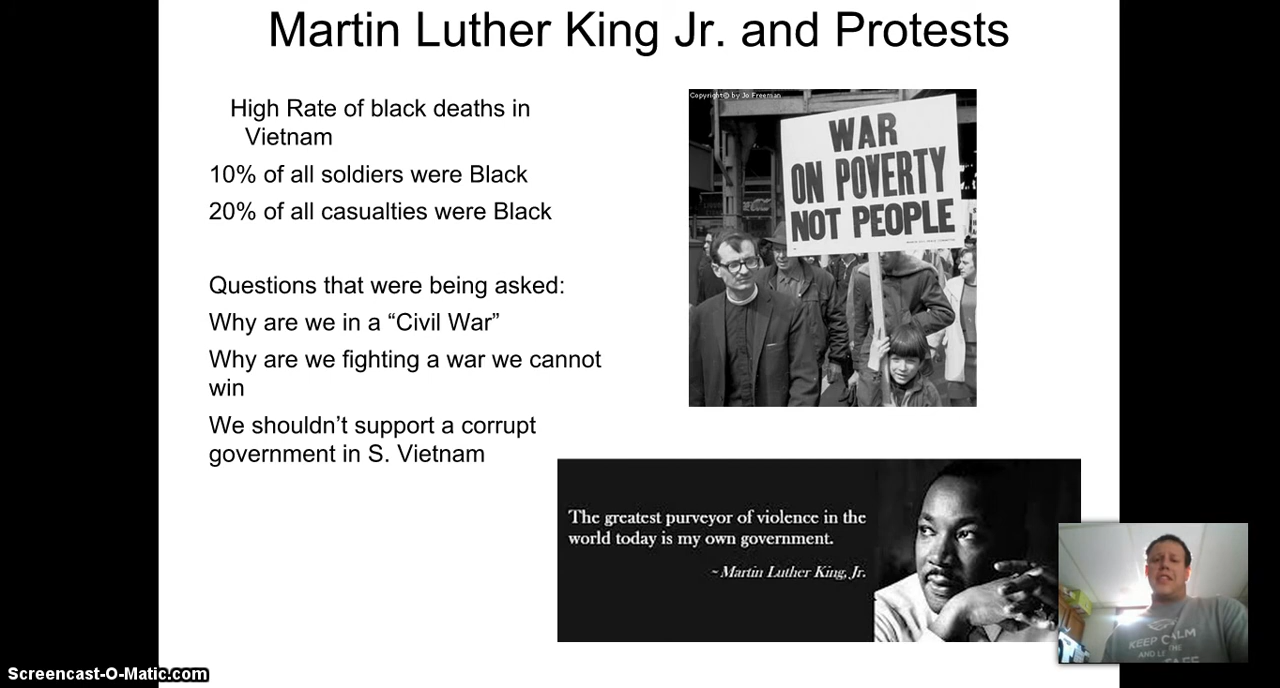 Martin Luther King Jr. and Protests
High Rate of black deaths in
Vietnam
10% of all soldiers were Black
20% of all casualties were Black
Questions that were being asked:
Why are we in a “Civil War”
Why are we fighting a war we cannot
win
We shouldn’t support a corrupt
government in S. Vietnam
Copyright© by Jo Freeman
WAR
ON POVERTY
NOT PEOPLE
The greatest purveyor of violence in the
world today is my own government.
~Martin Luther King, Jr.
KEEP CALM
AND LE THE
Screencast-O-Matic.com